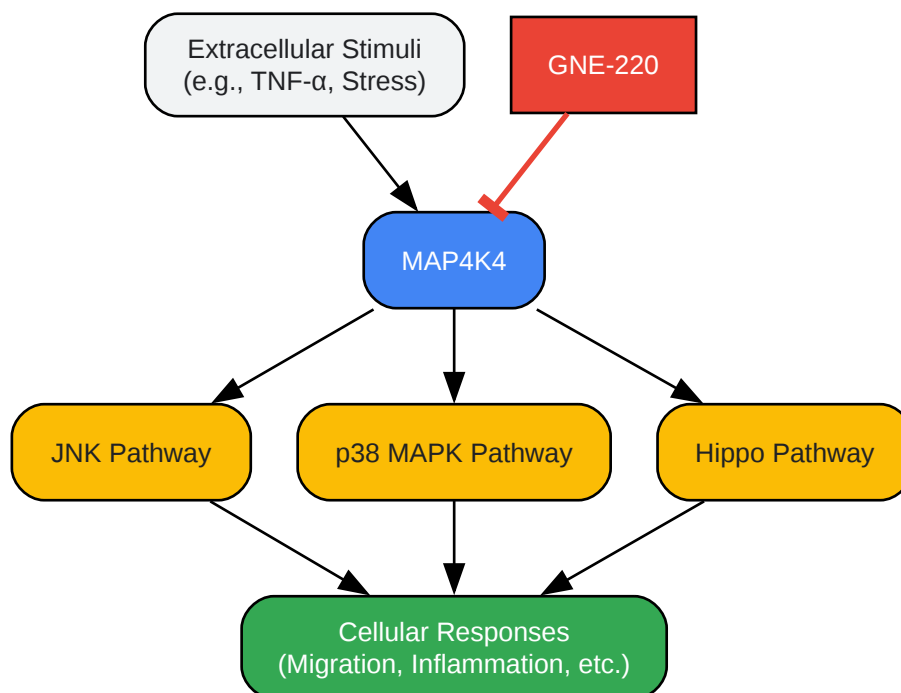 Extracellular Stimuli
(e.g., TNF-α, Stress)
GNE-220
MAP4K4
JNK Pathway
p38 MAPK Pathway
Hippo Pathway
Cellular Responses
(Migration, Inflammation, etc.)